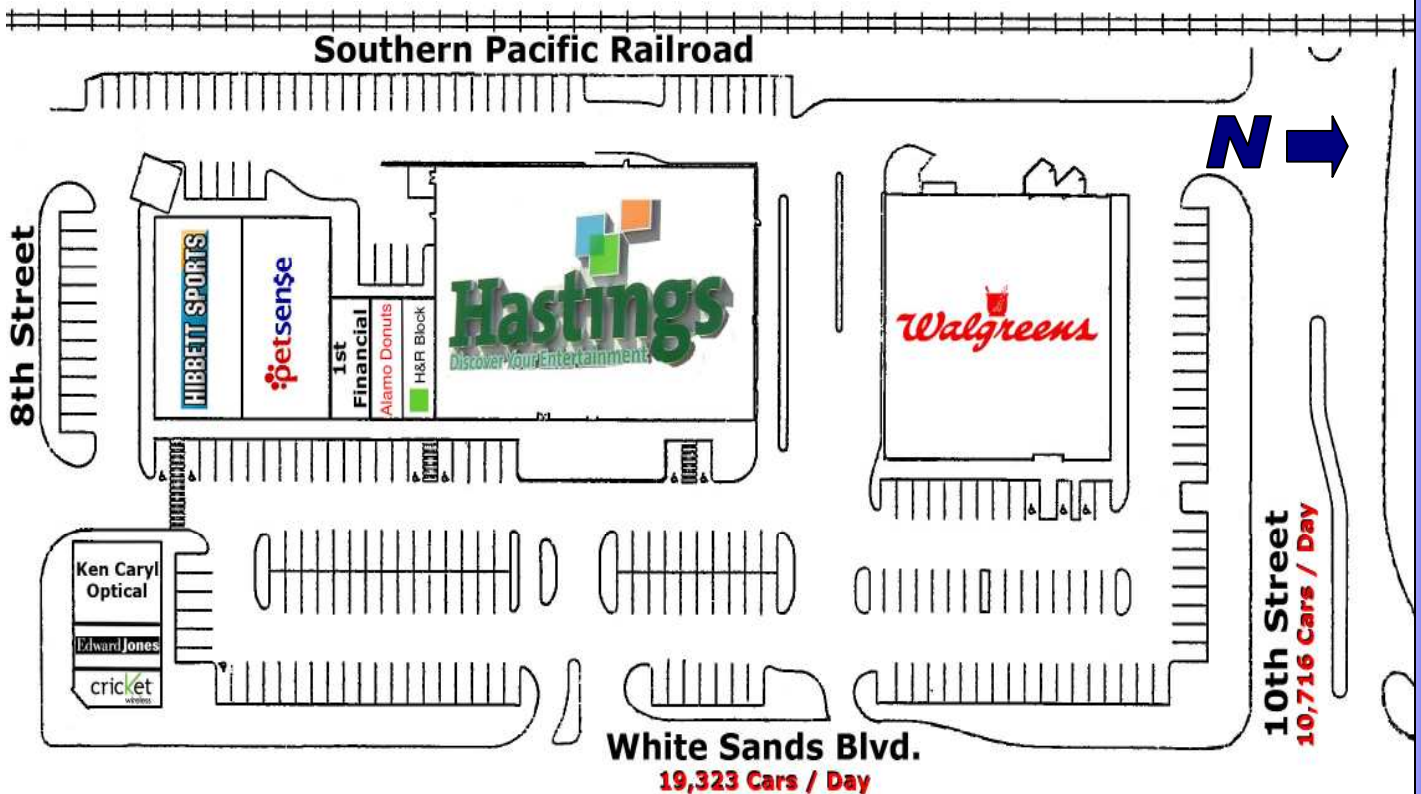 Southern Pacific Railroad
N
8th Street
HIBBETT SPORTS
petsen$e
1st
Financial
Alamo Donuts
H&R Block
Hastings
Discover Your Entertainment
Walgreens
Ken Caryl
Optical
Edward Jones
cricket
wireless
10th Street
10,716 Cars / Day
White Sands Blvd.
19,323 Cars / Day